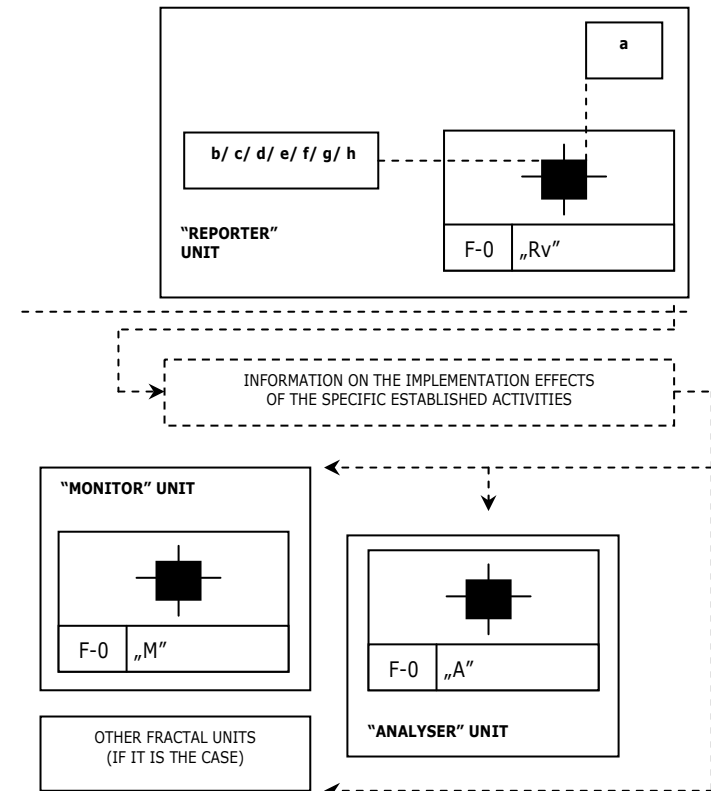 a
b/ c/ d/ e/ f/ g/ h
“REPORTER”
UNIT
F-0 „Rv”
INFORMATION ON THE IMPLEMENTATION EFFECTS
OF THE SPECIFIC ESTABLISHED ACTIVITIES
“MONITOR” UNIT
F-0 „M”
F-0 „A”
“ANALYSER” UNIT
OTHER FRACTAL UNITS
(IF IT IS THE CASE)